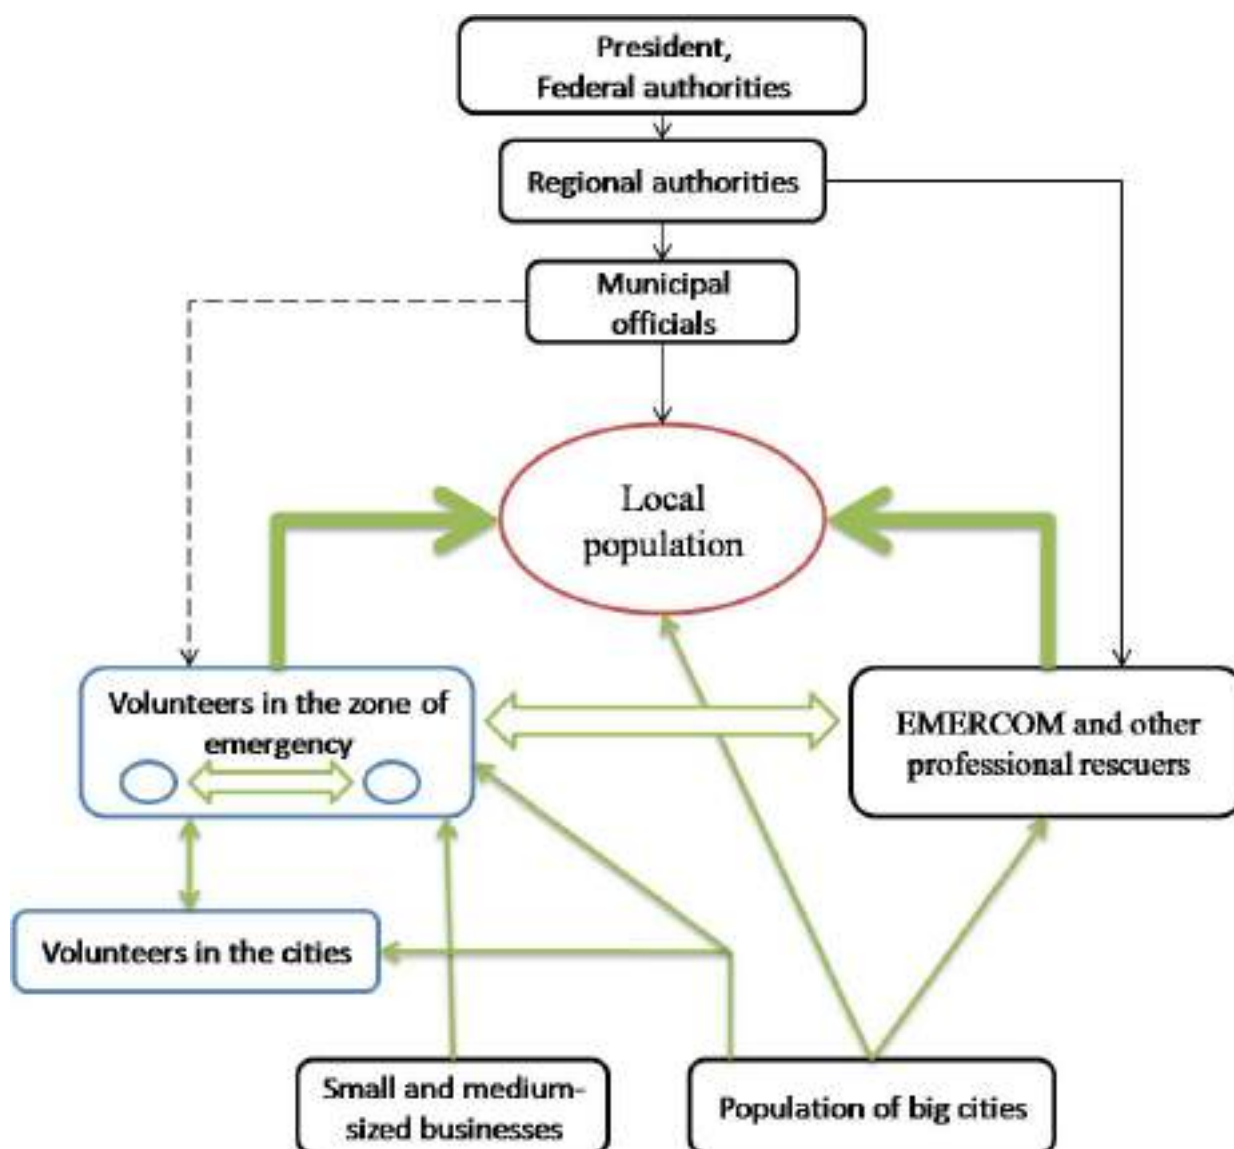 President,
Federal authorities
Regional authorities
Municipal
officials
Local
population
Volunteers in the zone of
emergency
EMERCOM and other
professional rescuers
Volunteers in the cities
Small and medium-
sized businesses
Population of big cities